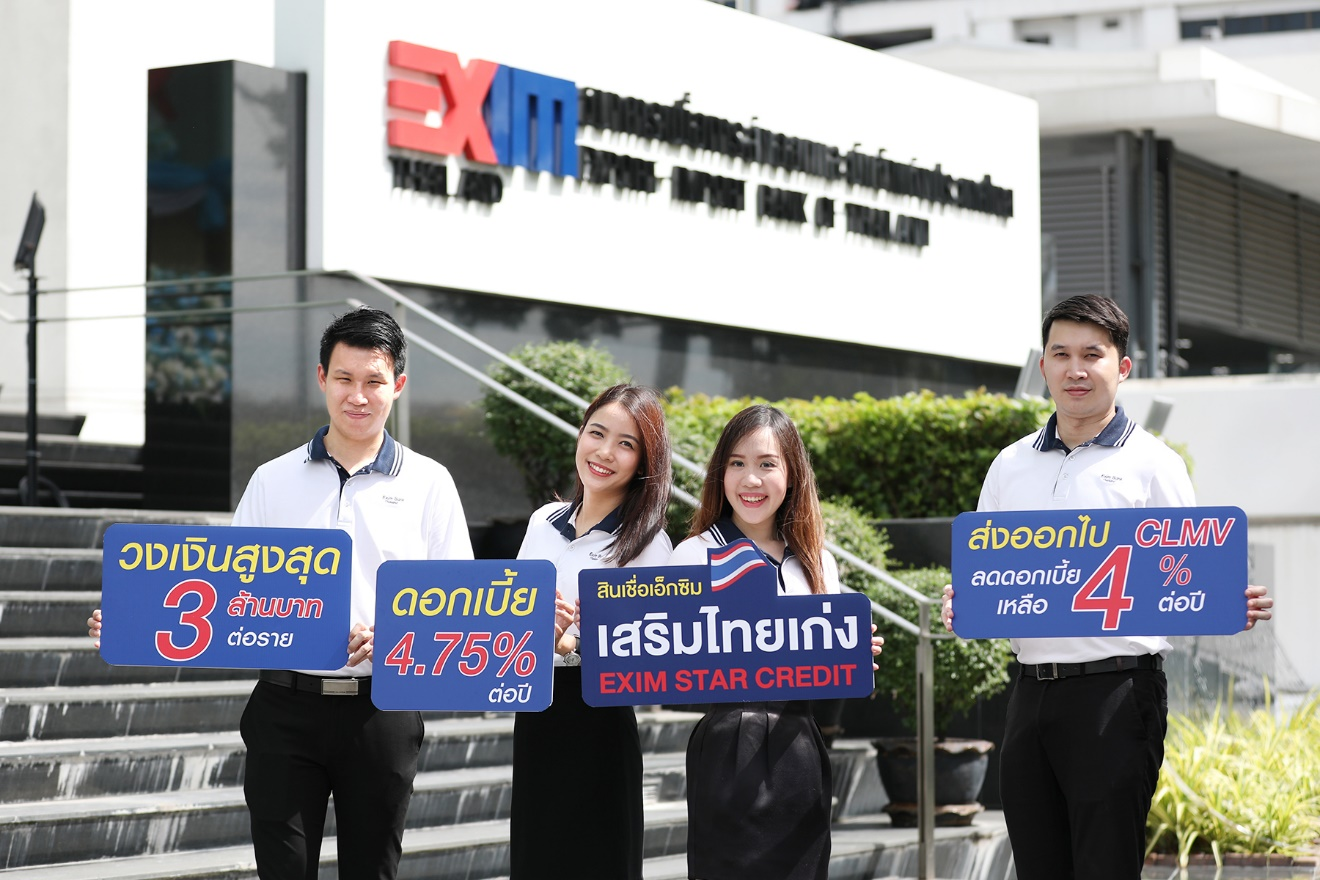 EXIM
THAILAND
ธนาคารเพื่อการส่งออกและนำเข้าแห่งประเทศไทย
EXPORT-IMPORT BANK OF THAILAND
วงเงินสูงสุด
3 ล้านบาท
ต่อราย
ดอกเบี้ย
4.75%
ต่อปี
สินเชื่อเอ็กซิม
เสริมไทยเก่ง
EXIM STAR CREDIT
ส่งออกไป CLMV
ลดดอกเบี้ย
เหลือ 4 % ต่อปี